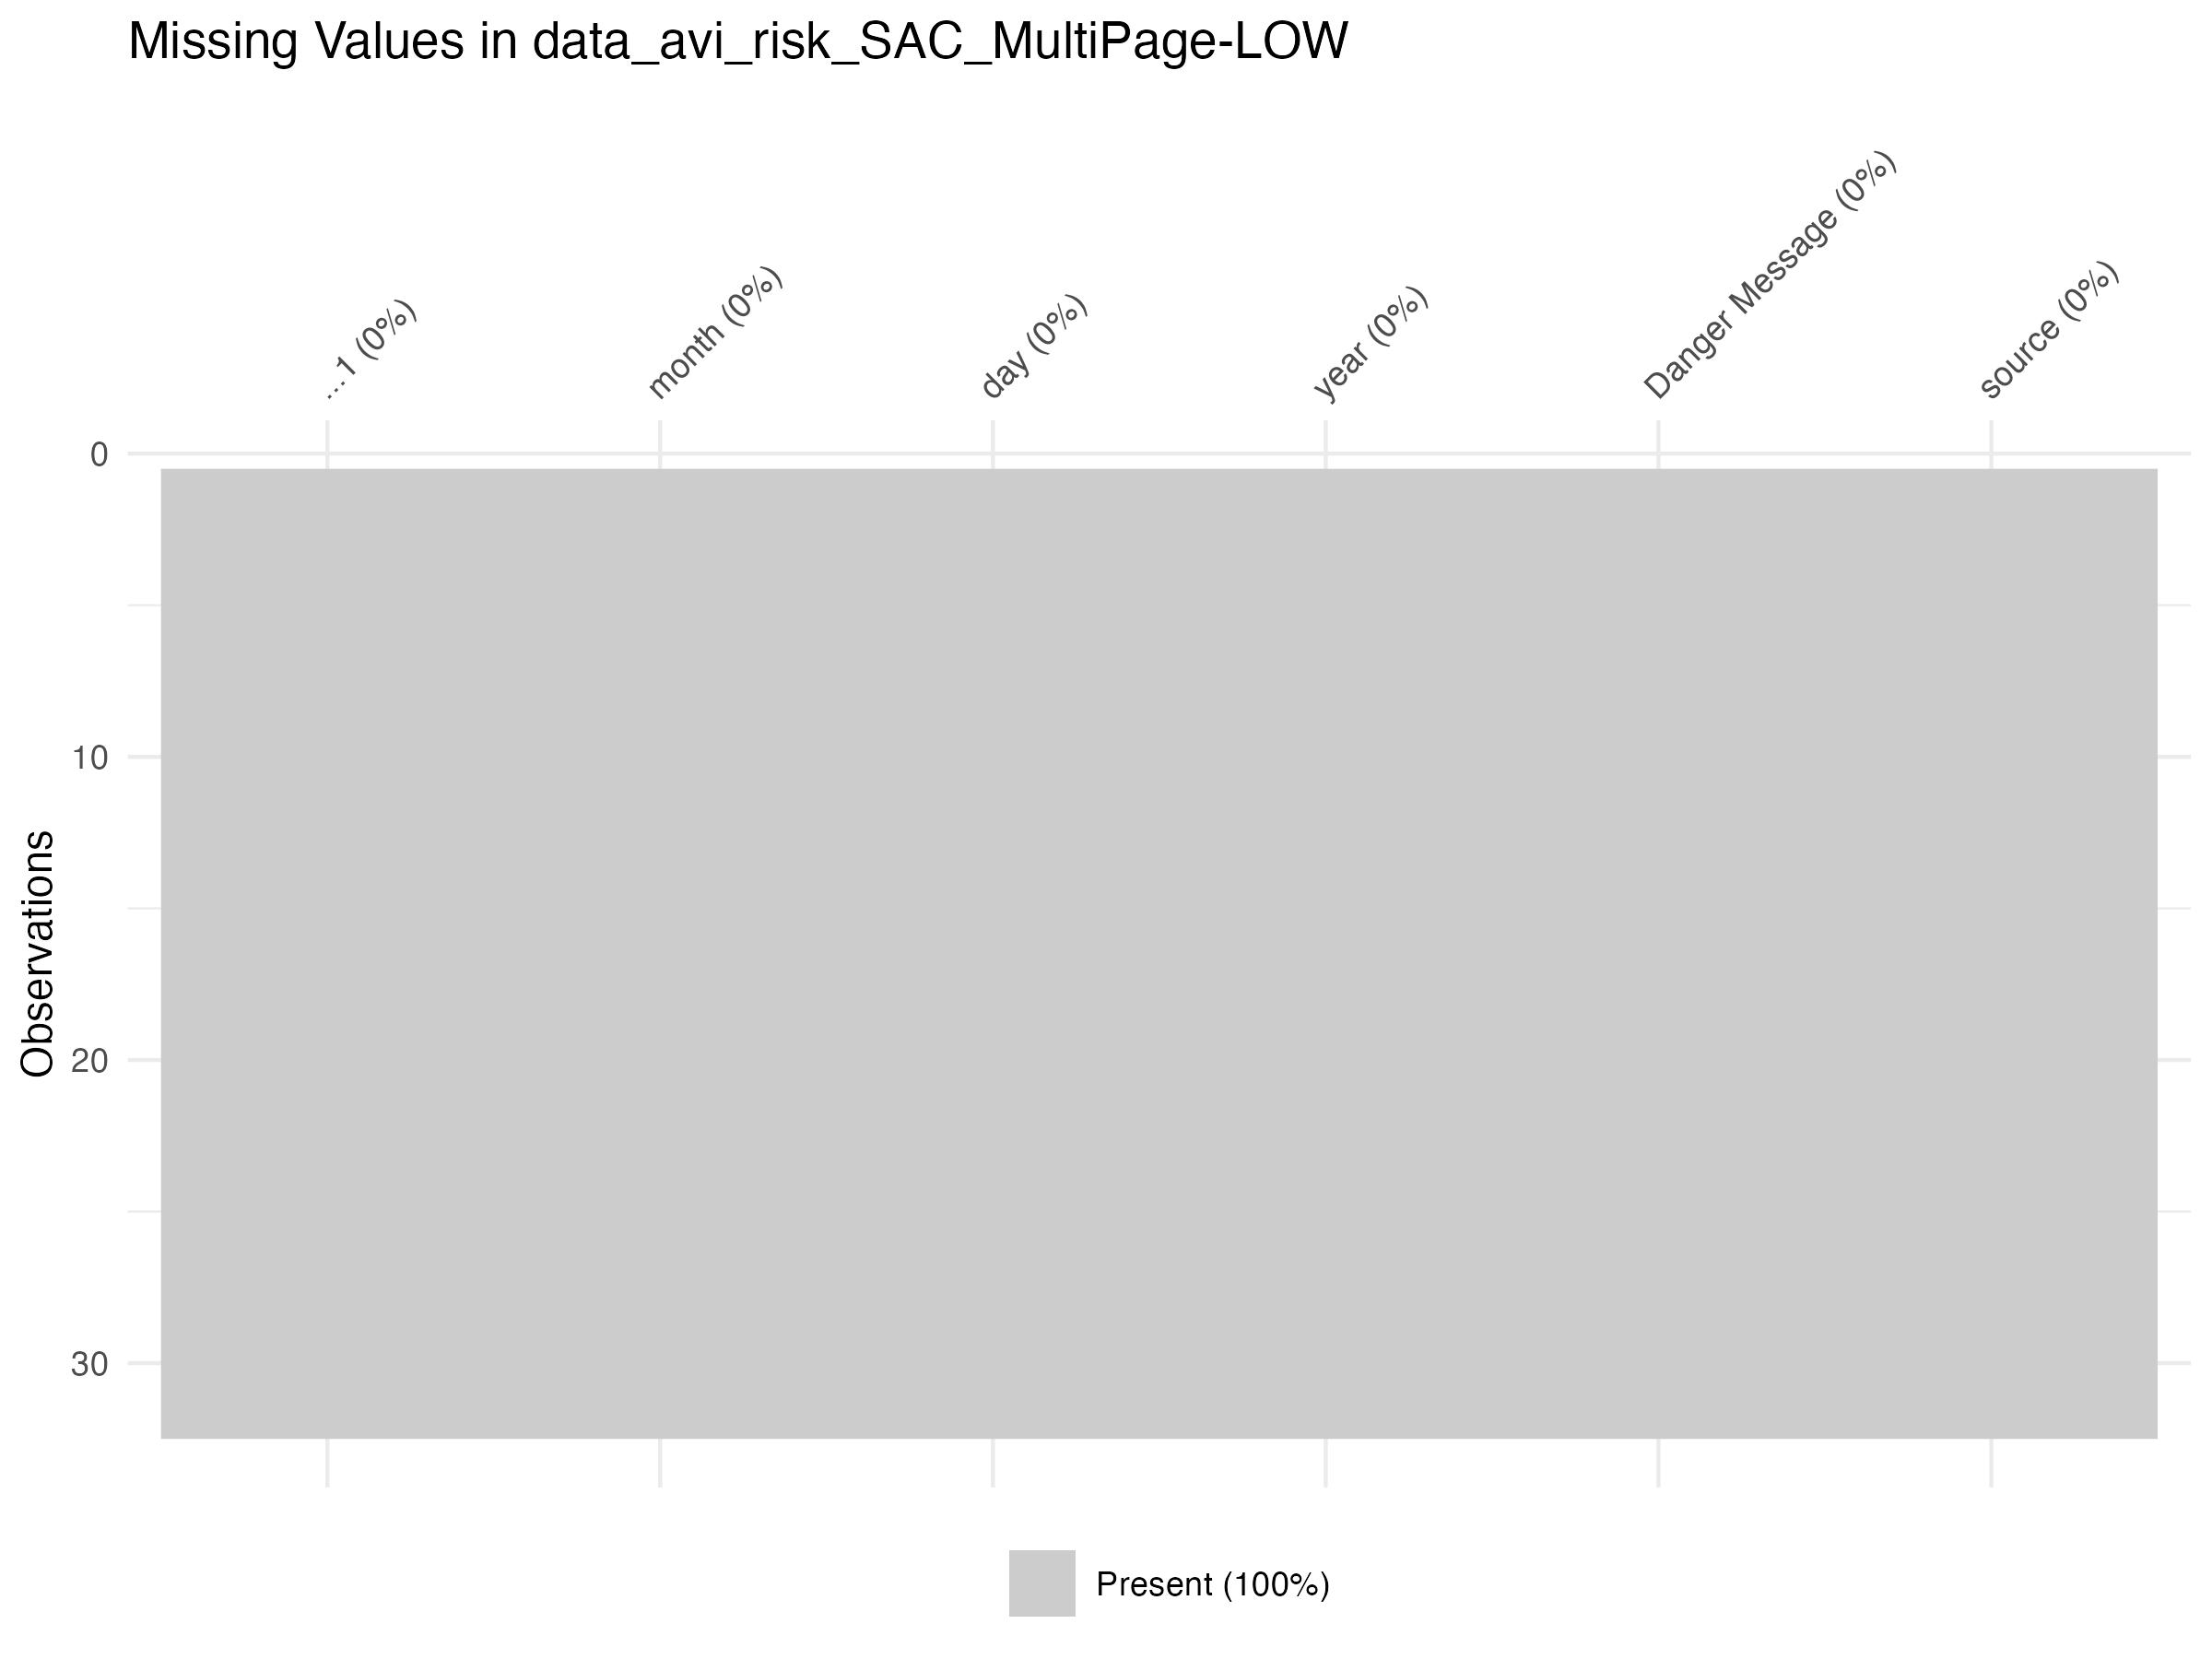 Missing Values in data_avi_risk_SAC_MultiPage-LOW
...1 (0%)
month (0%)
day (0%)
year (0%)
Danger Message (0%)
source (0%)
0
10
20
30
Observations
Present (100%)